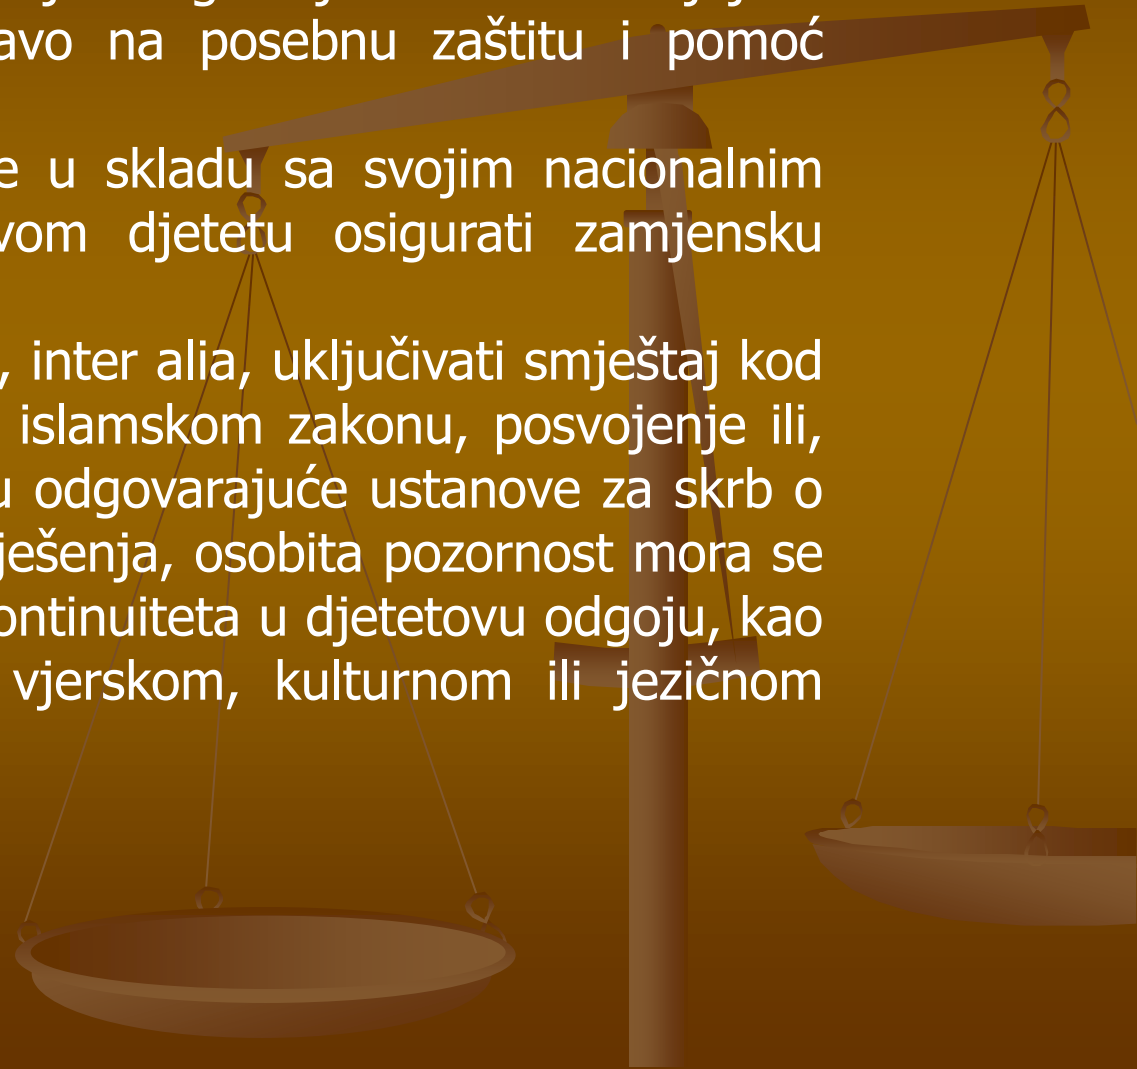 avo na posebnu zaštitu i pomoć
e u skladu sa svojim nacionalnim
vom djetetu osigurati zamjensku
, inter alia, uključivati smještaj kod
islamskom zakonu, posvojenje ili,
u odgovarajuće ustanove za skrb o
ješenja, osobita pozornost mora se
ontinuiteta u djetetovu odgoju, kao
vjerskom, kulturnom ili jezičnom